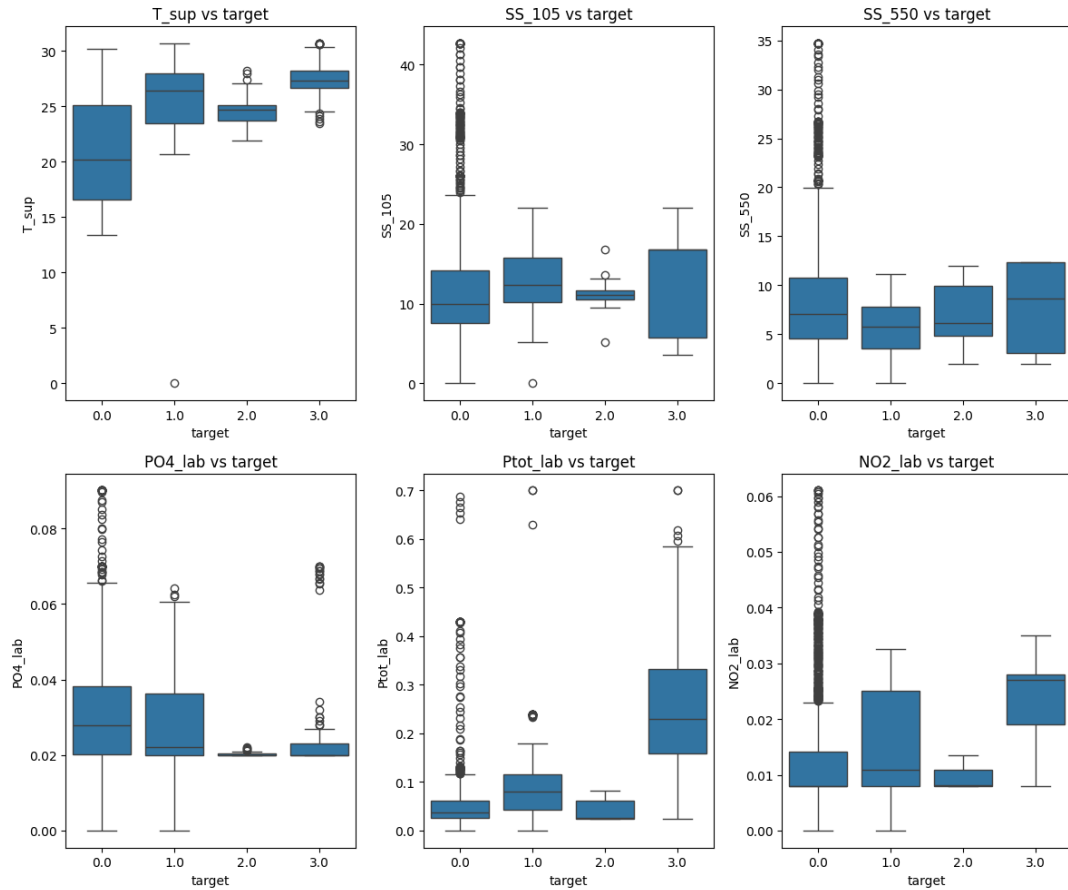 T_sup vs target
SS_105 vs target
SS_550 vs target
T_sup
30
25
20
15
10
5
0
0.0 1.0 2.0 3.0
target
SS_105
40
30
20
10
0
0.0 1.0 2.0 3.0
target
SS_550
35
30
25
20
15
10
5
0
0.0 1.0 2.0 3.0
target
PO4_lab vs target
Ptot_lab vs target
NO2_lab vs target
PO4_lab
0.08
0.06
0.04
0.02
0.00
0.0 1.0 2.0 3.0
target
Ptot_lab
0.7
0.6
0.5
0.4
0.3
0.2
0.1
0.0
0.0 1.0 2.0 3.0
target
NO2_lab
0.06
0.05
0.04
0.03
0.02
0.01
0.00
0.0 1.0 2.0 3.0
target